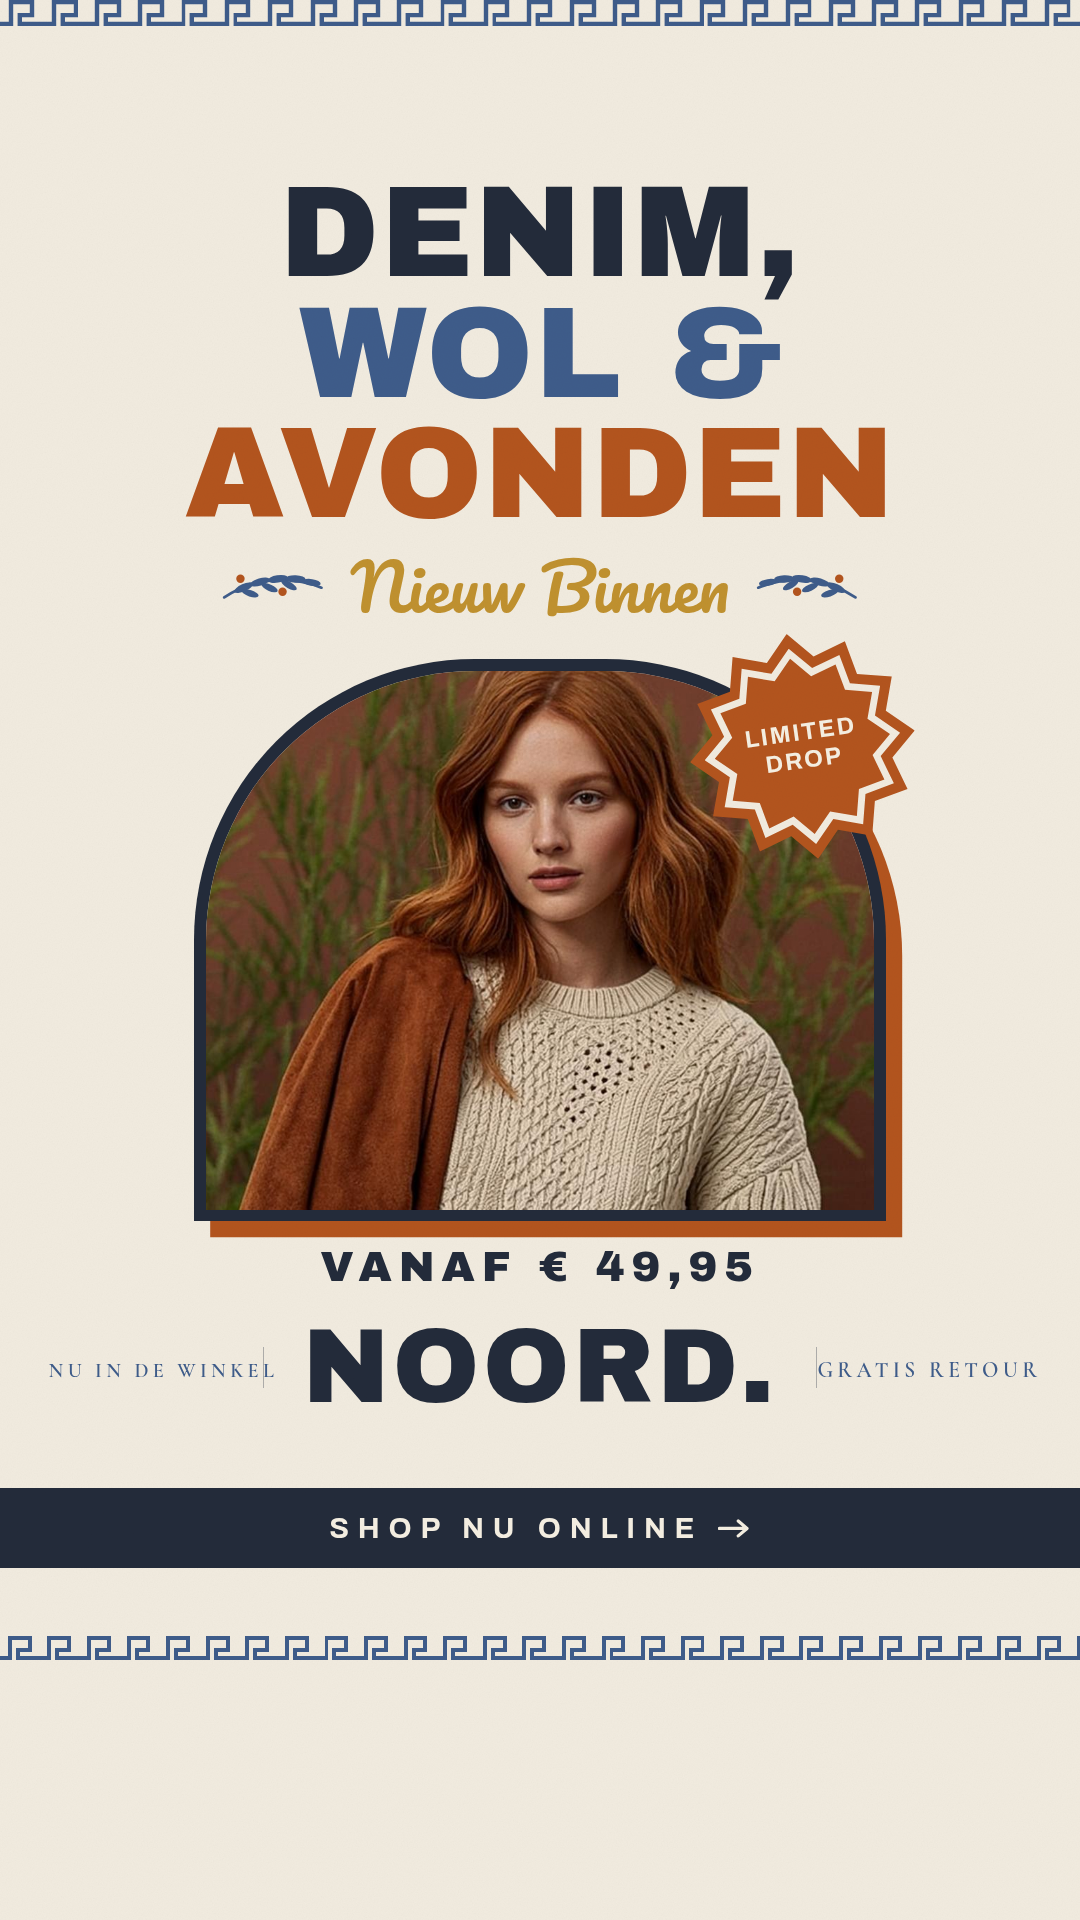 DENIM,
WOL &
AVONDEN
Nieuw Binnen
LIMITED
DROP
VANAF € 49,95
NU IN DE WINKEL
NOORD.
GRATIS RETOUR
SHOP NU ONLINE →